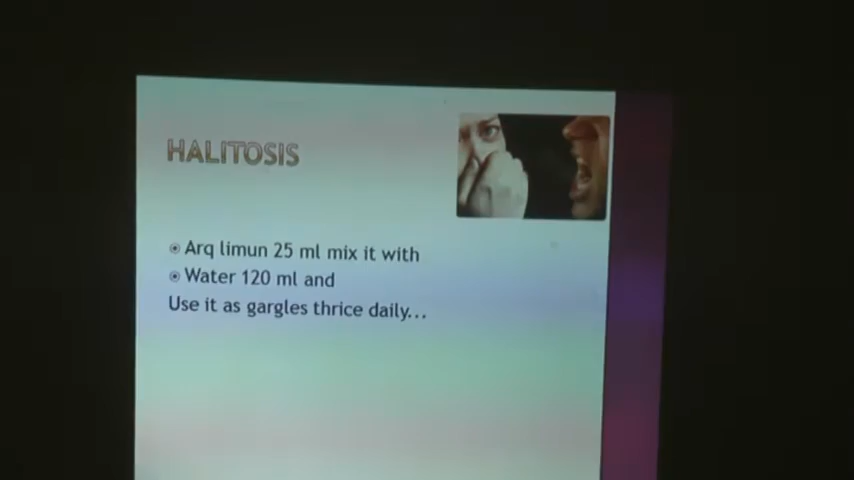 HALITOSIS
Arq limun 25 ml mix it with
Water 120 ml and
Use it as gargles thrice daily...